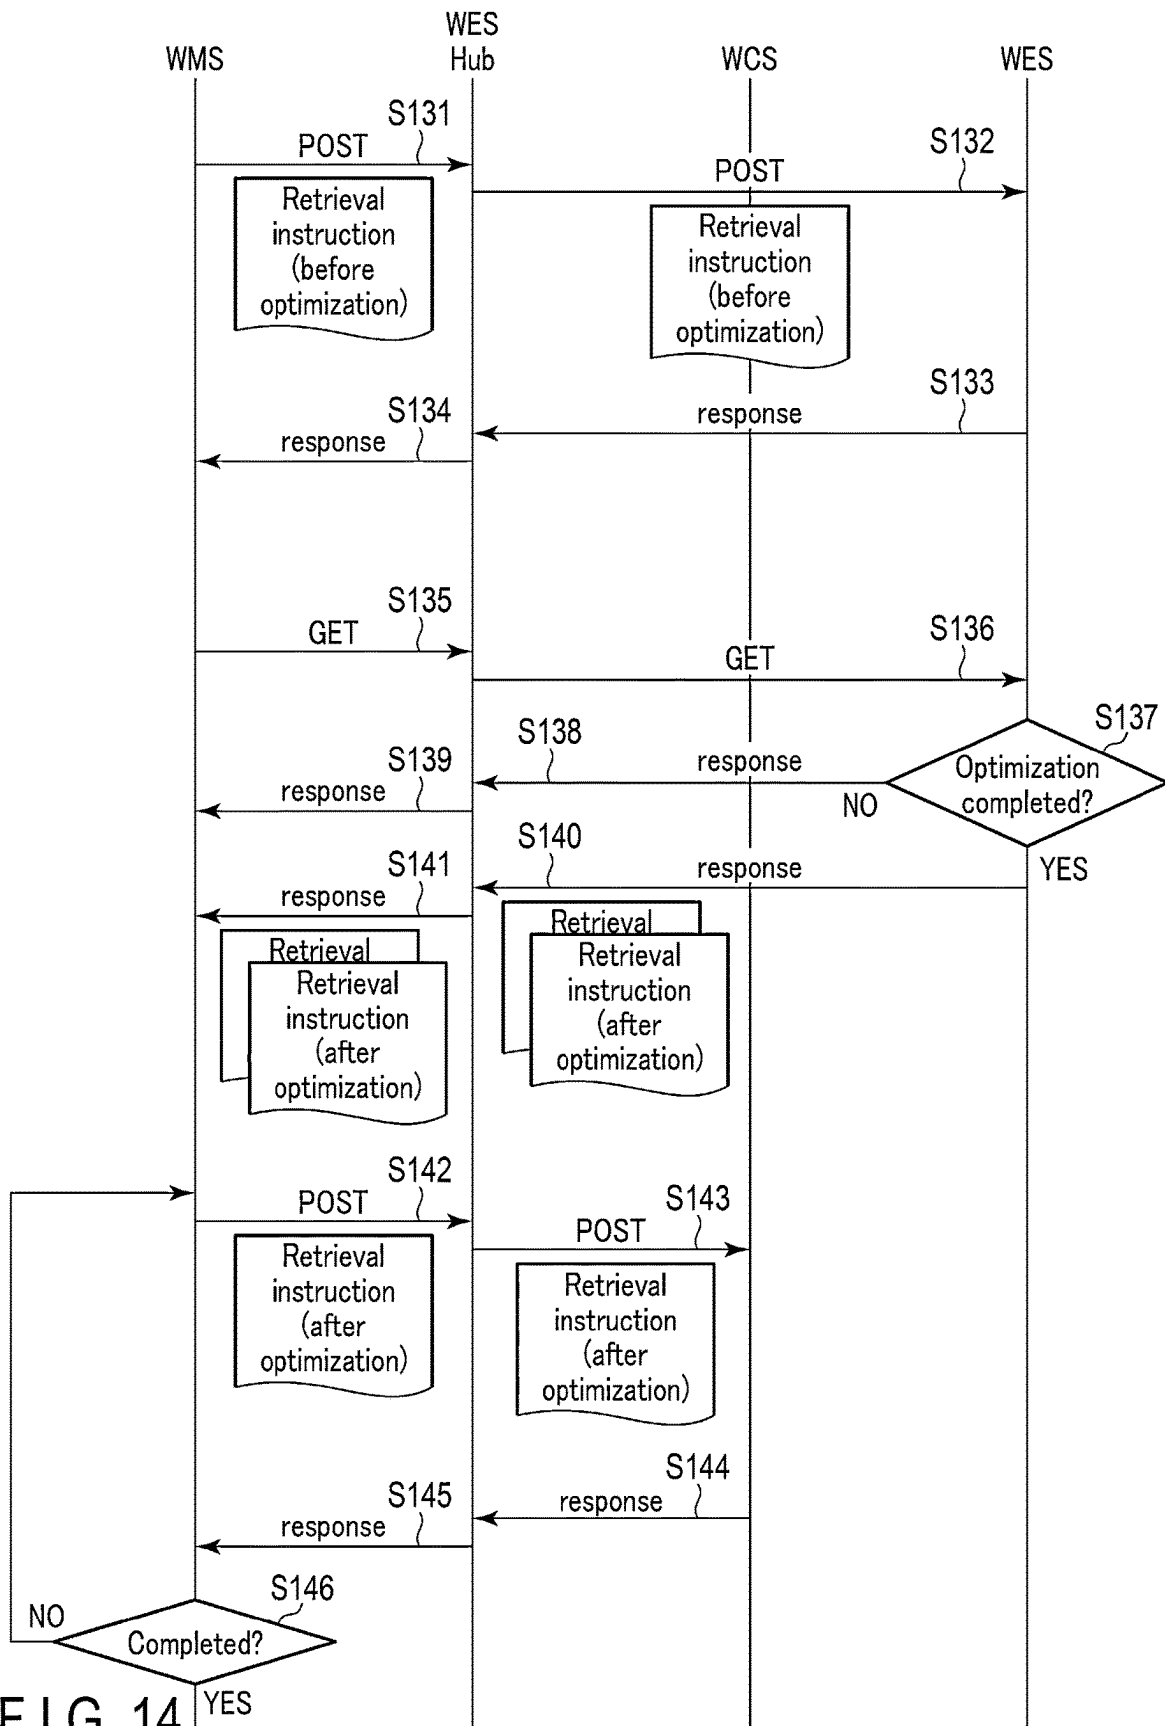 WMS
WES
Hub
WCS
WES
S131
POST
Retrieval
instruction
(before
optimization)
S132
POST
Retrieval
instruction
(before
optimization)
S133
response
S134
response
S135
GET
S136
GET
S137
Optimization
completed?
S138
response
NO
S139
response
S140
response
YES
S141
response
Retrieval
Retrieval
instruction
(after
optimization)
Retrieval
Retrieval
instruction
(after
optimization)
S142
POST
Retrieval
instruction
(after
optimization)
S143
POST
Retrieval
instruction
(after
optimization)
S144
response
S145
response
S146
NO
Completed?
YES
FIG. 14